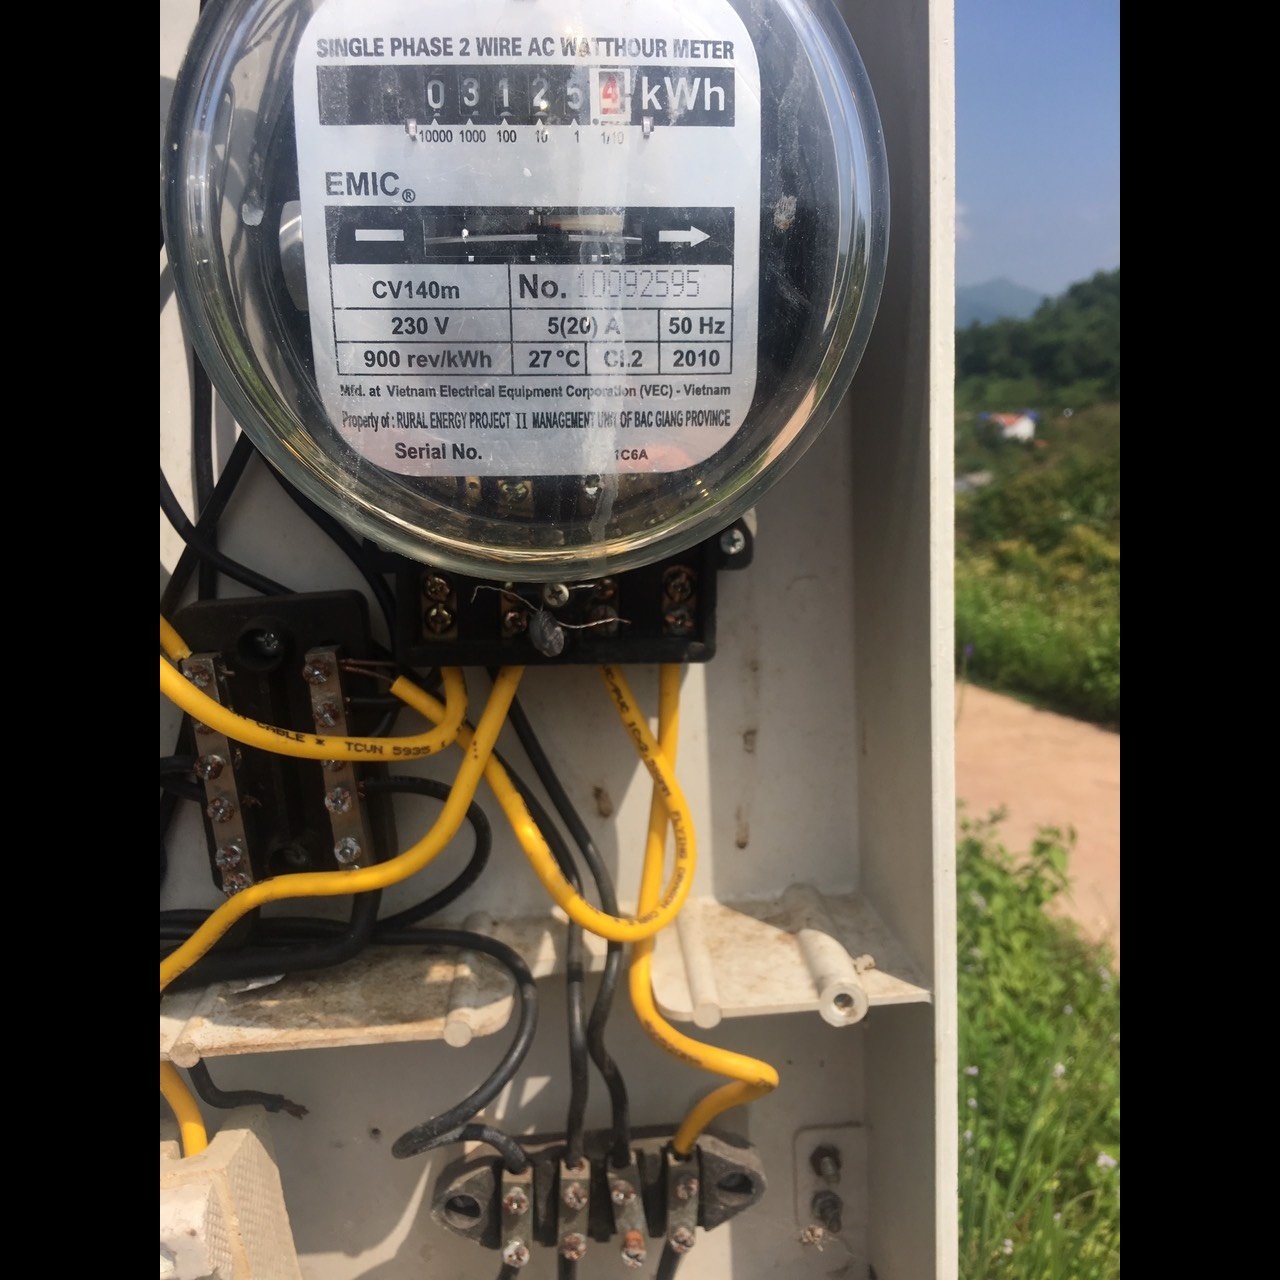 SINGLE PHASE 2 WIRE AC WATTHOUR METER
0 3 1 2 5 4 kWh
10000 1000 100 10 1 1/10
EMIC®
CV140m No. 10092595
230 V 5(20) A 50 Hz
900 rev/kWh 27 °C Cl.2 2010
Mfd. at Vietnam Electrical Equipment Corporation (VEC) - Vietnam
Property of : RURAL ENERGY PROJECT II MANAGEMENT UNIT OF BAC GIANG PROVINCE
Serial No. 1C6A
CABLE TCVN 5935